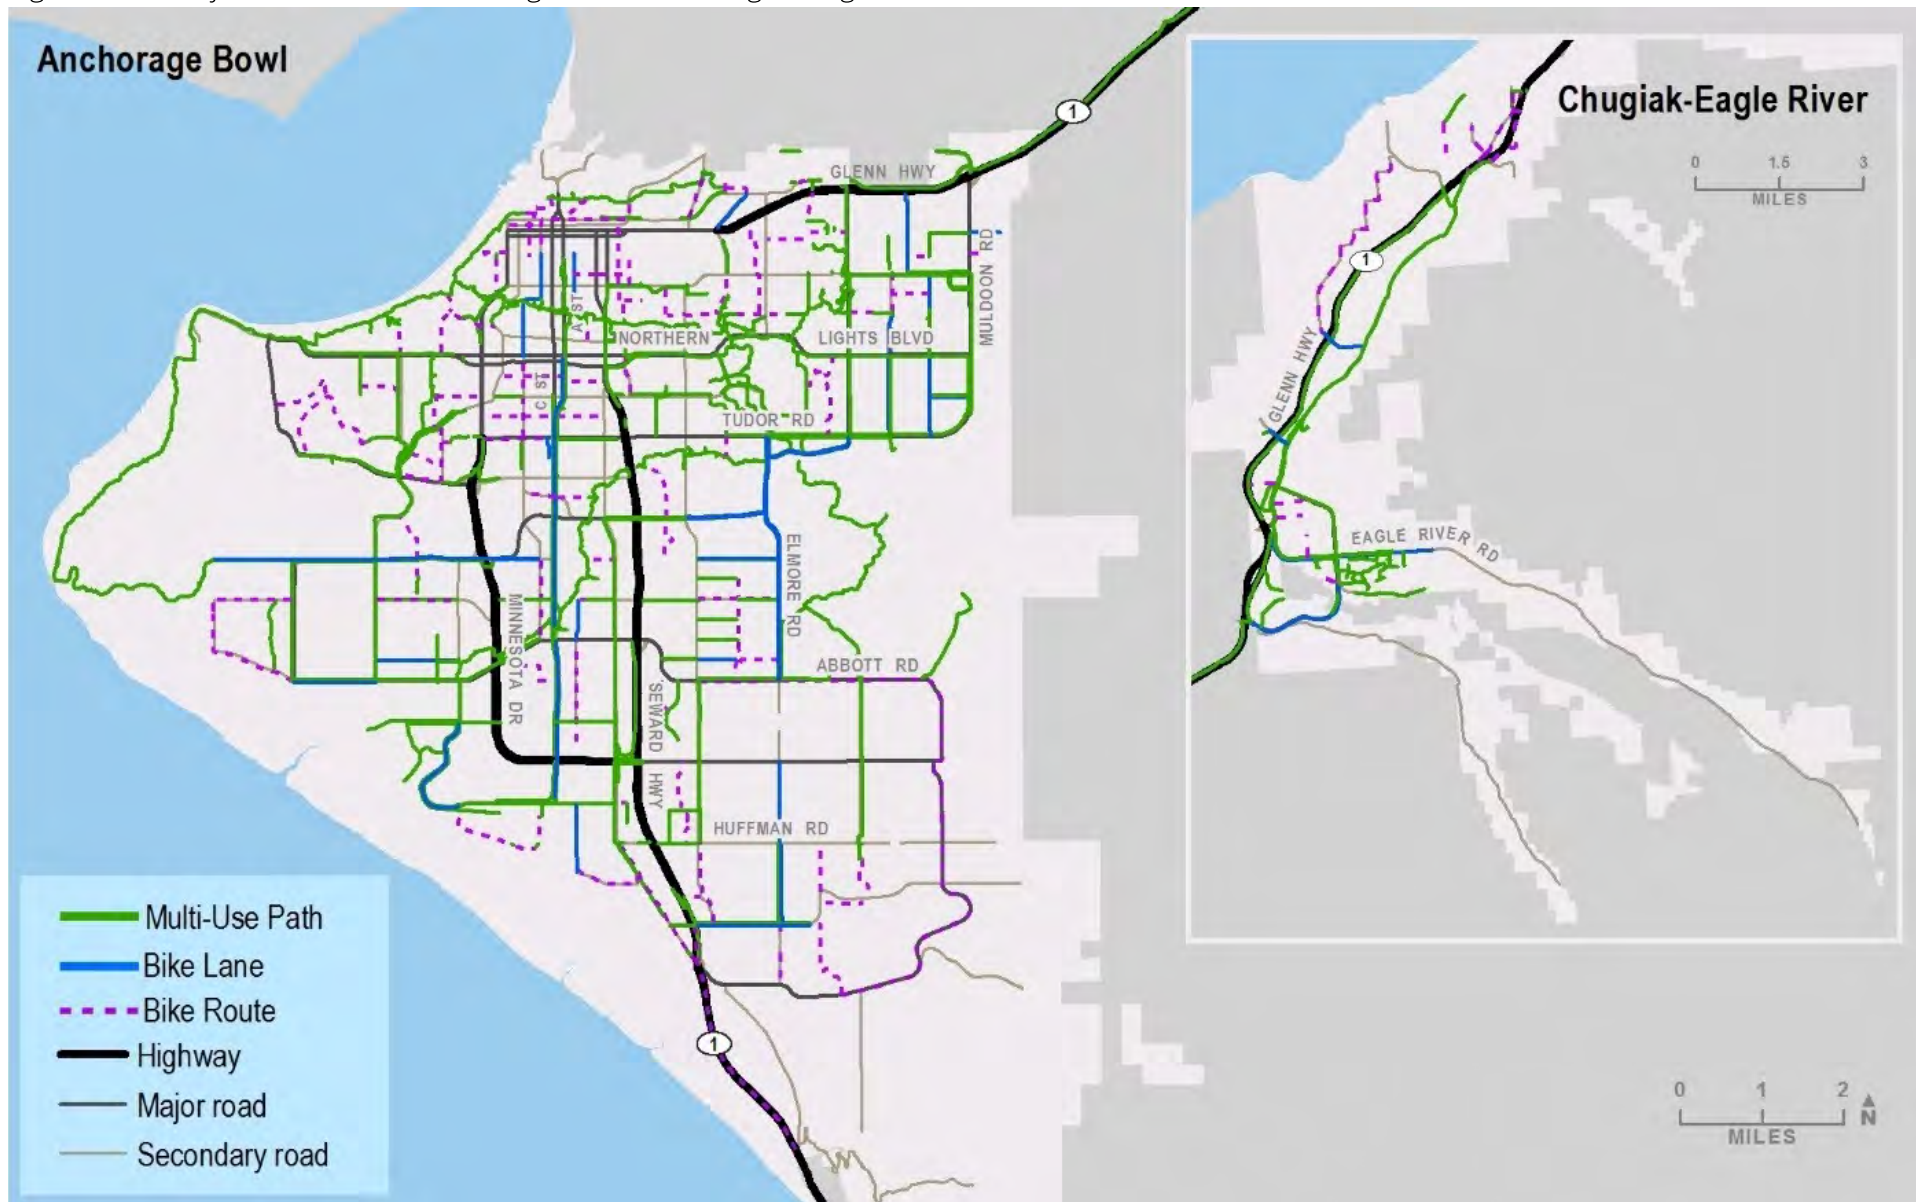 Anchorage Bowl
Chugiak-Eagle River
0 1.5 3
MILES
1
GLENN HWY
MULDOON RD
A ST
NORTHERN LIGHTS BLVD
C ST
TUDOR RD
ELMORE RD
MINNESOTA DR
ABBOTT RD
SEWARD HWY
HUFFMAN RD
1
1
GLENN HWY
EAGLE RIVER RD
Multi-Use Path
Bike Lane
Bike Route
Highway
Major road
Secondary road
0 1 2
MILES
N